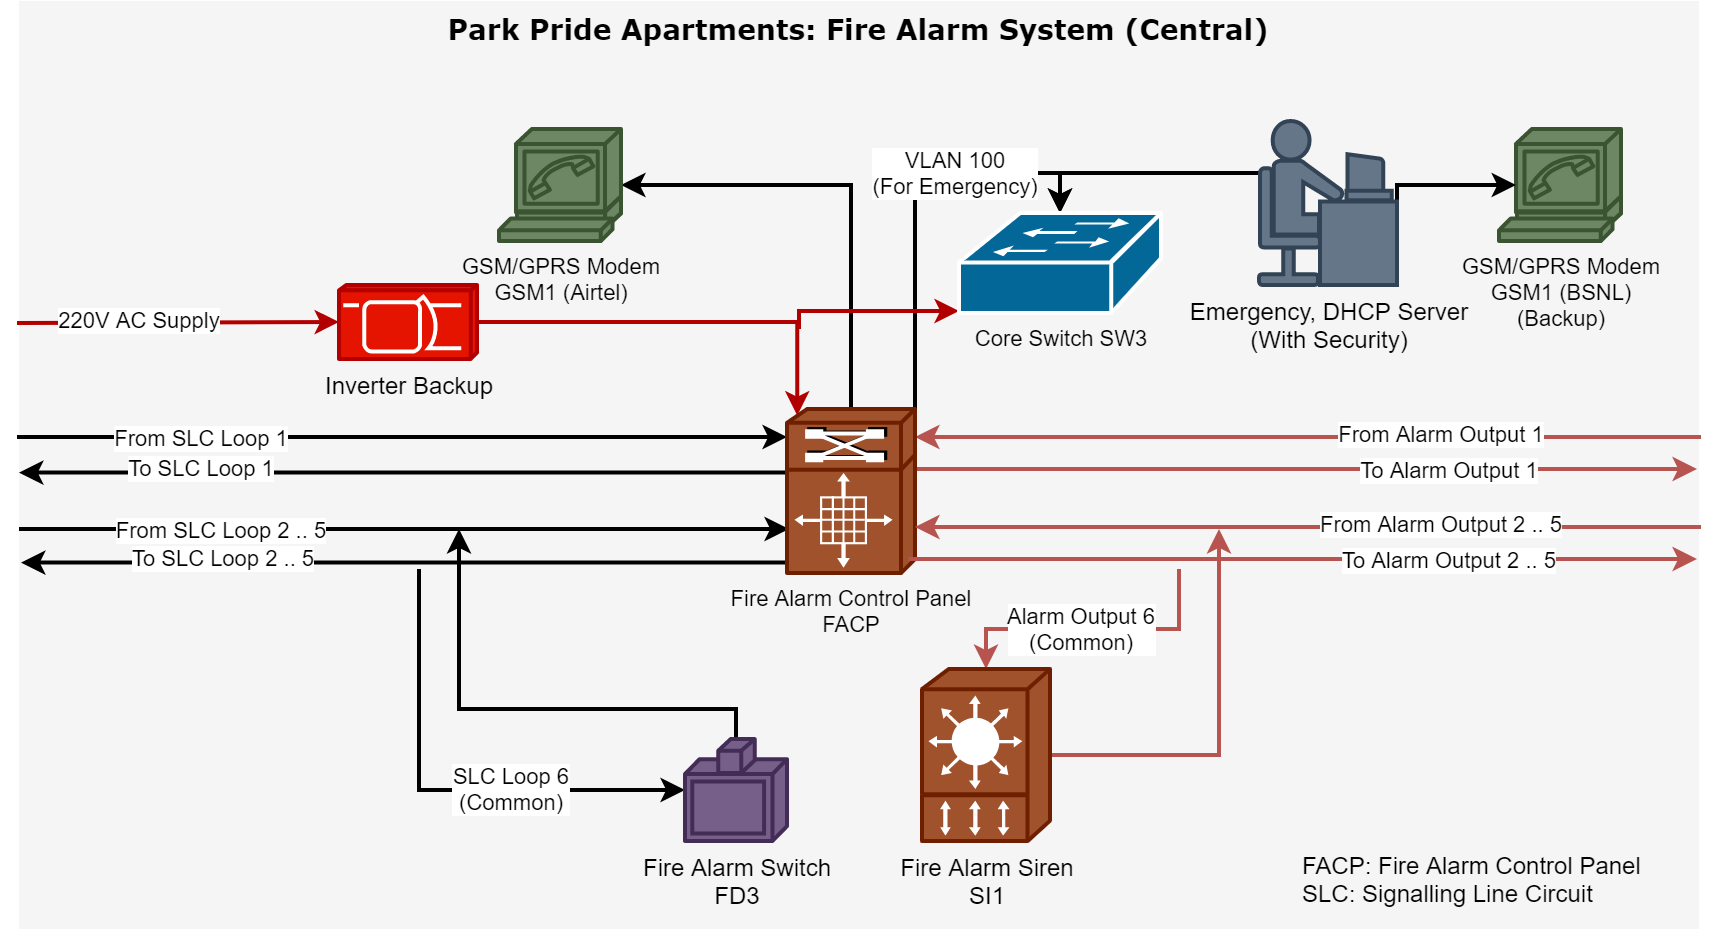 Park Pride Apartments: Fire Alarm System (Central)
VLAN 100
(For Emergency)
GSM/GPRS Modem
GSM1 (Airtel)
GSM/GPRS Modem
GSM1 (BSNL)
(Backup)
220V AC Supply
Inverter Backup
Core Switch SW3
Emergency, DHCP Server
(With Security)
From SLC Loop 1
To SLC Loop 1
From SLC Loop 2 .. 5
To SLC Loop 2 .. 5
From Alarm Output 1
To Alarm Output 1
From Alarm Output 2 .. 5
To Alarm Output 2 .. 5
Fire Alarm Control Panel
FACP
Alarm Output 6
(Common)
SLC Loop 6
(Common)
Fire Alarm Switch
FD3
Fire Alarm Siren
SI1
FACP: Fire Alarm Control Panel
SLC: Signalling Line Circuit